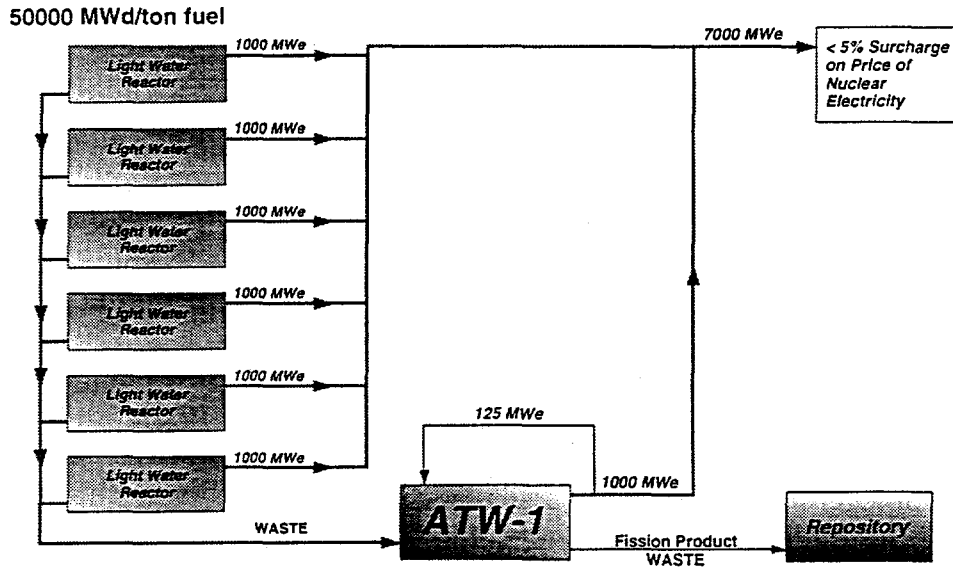 50000 MWd/ton fuel
Light Water
Reactor
1000 MWe
Light Water
Reactor
1000 MWe
Light Water
Reactor
1000 MWe
Light Water
Reactor
1000 MWe
Light Water
Reactor
1000 MWe
Light Water
Reactor
1000 MWe
7000 MWe
< 5% Surcharge
on Price of
Nuclear
Electricity
125 MWe
ATW-1
1000 MWe
WASTE
Fission Product
WASTE
Repository